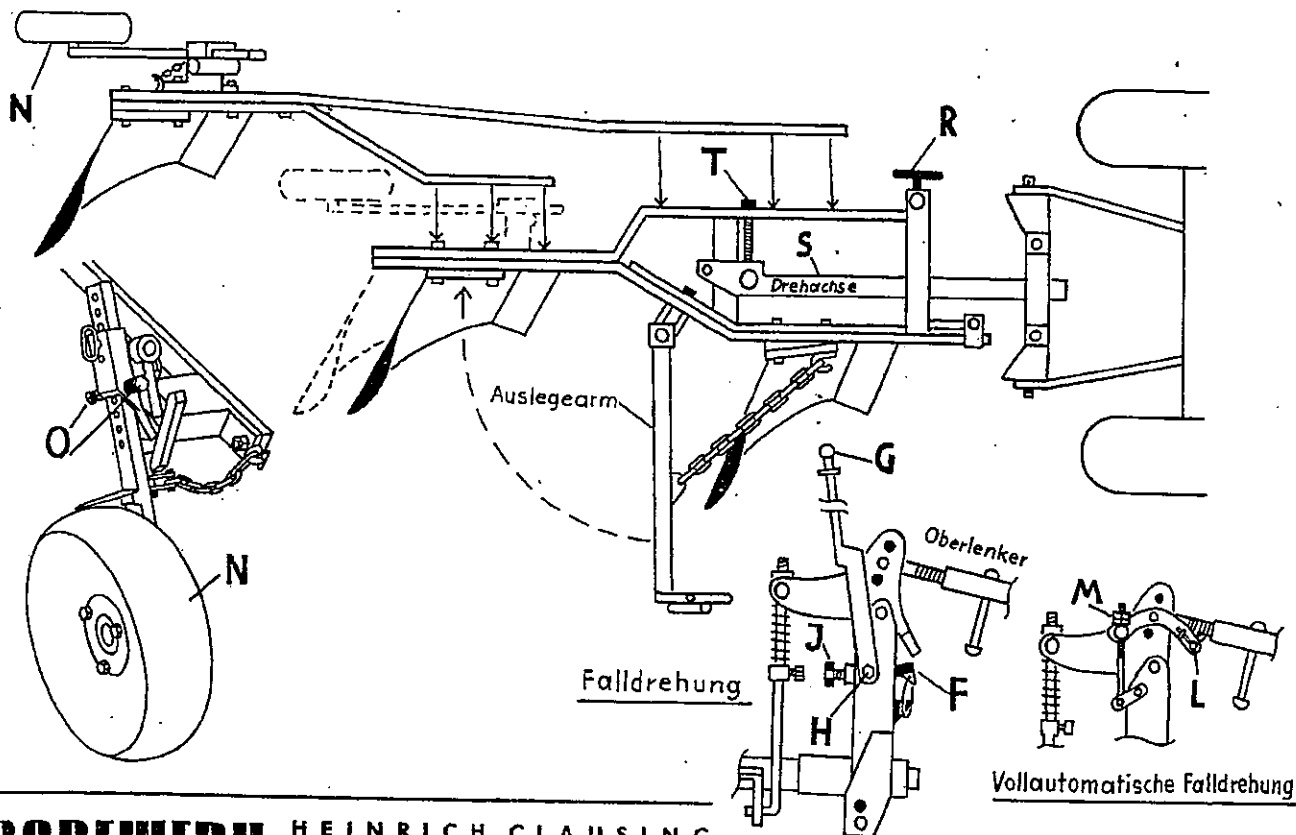 N
R
T
S
Drehachse
O
Auslegearm
G
N
Oberlenker
M
J
F
L
Falldrehung
H
Vollautomatische Falldrehung
HEINRICH CLAUSING